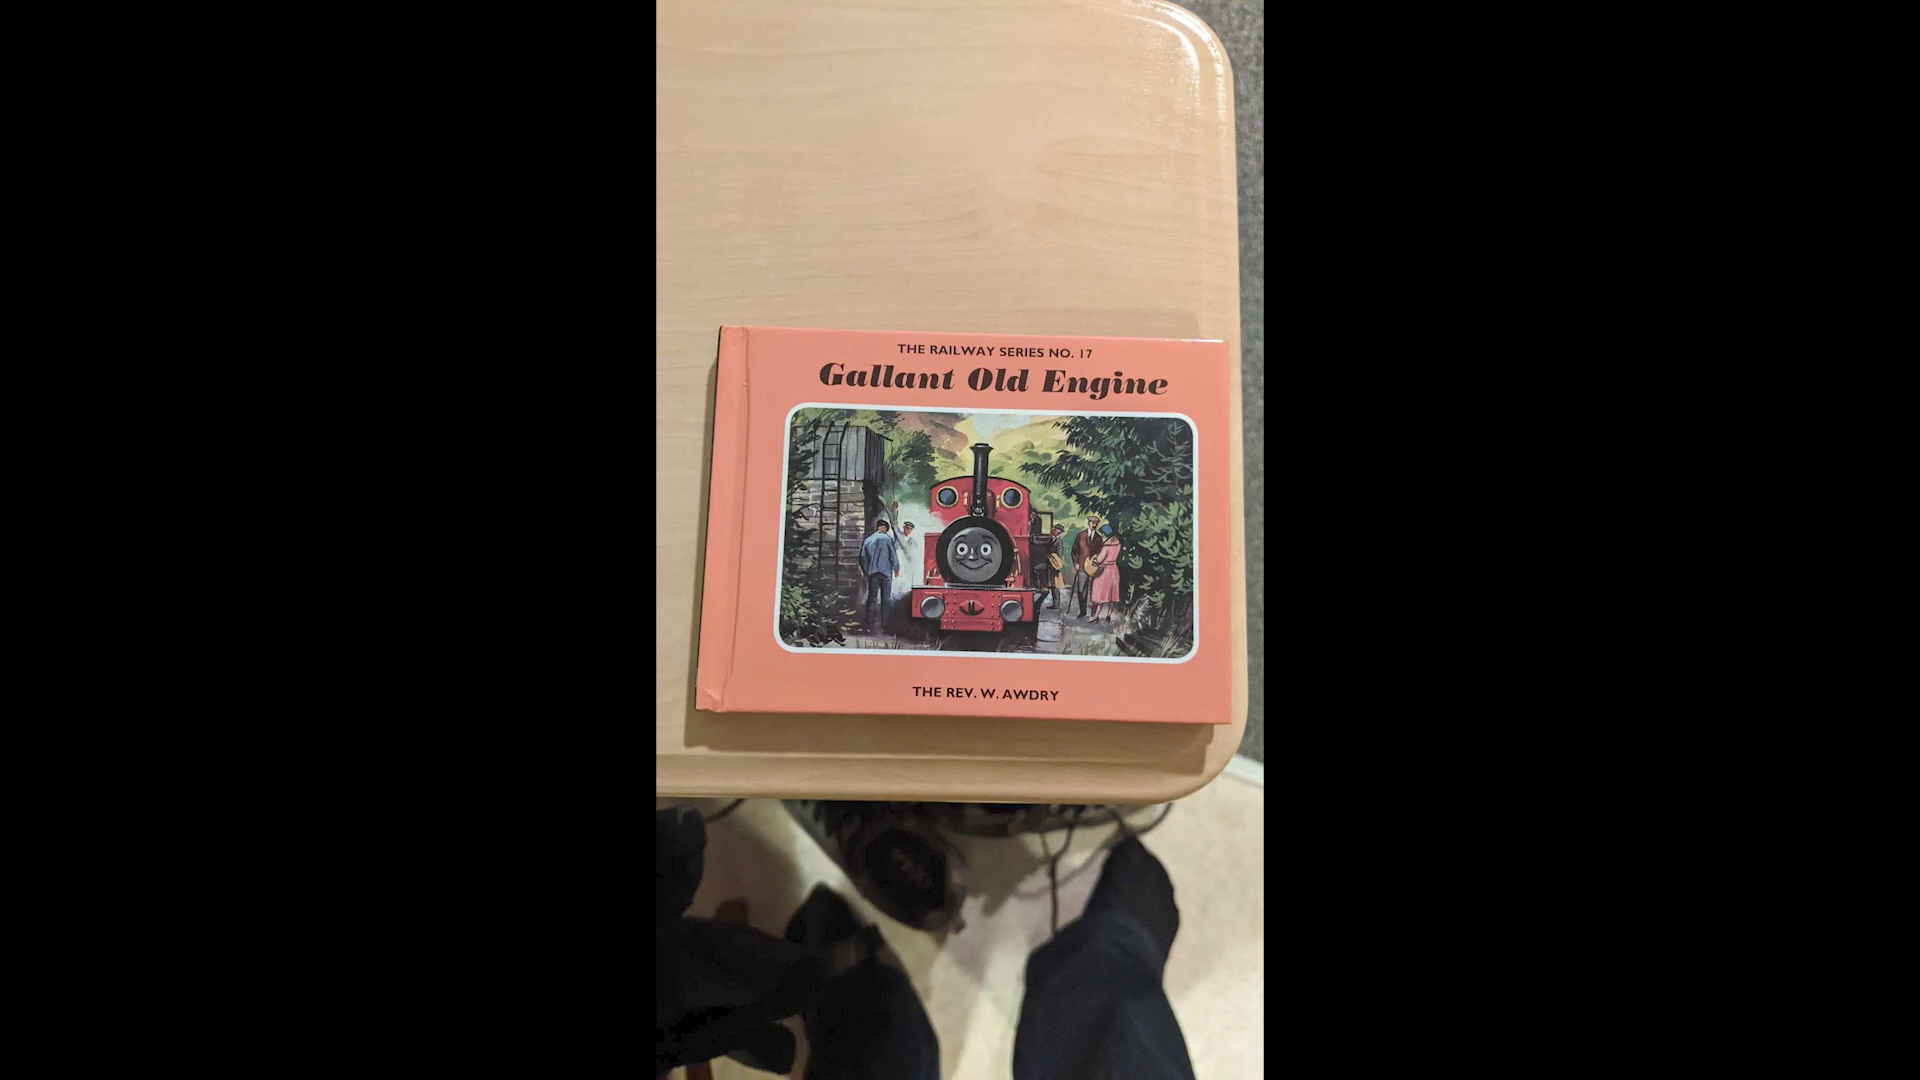 THE RAILWAY SERIES NO. 17
Gallant Old Engine
THE REV. W. AWDRY